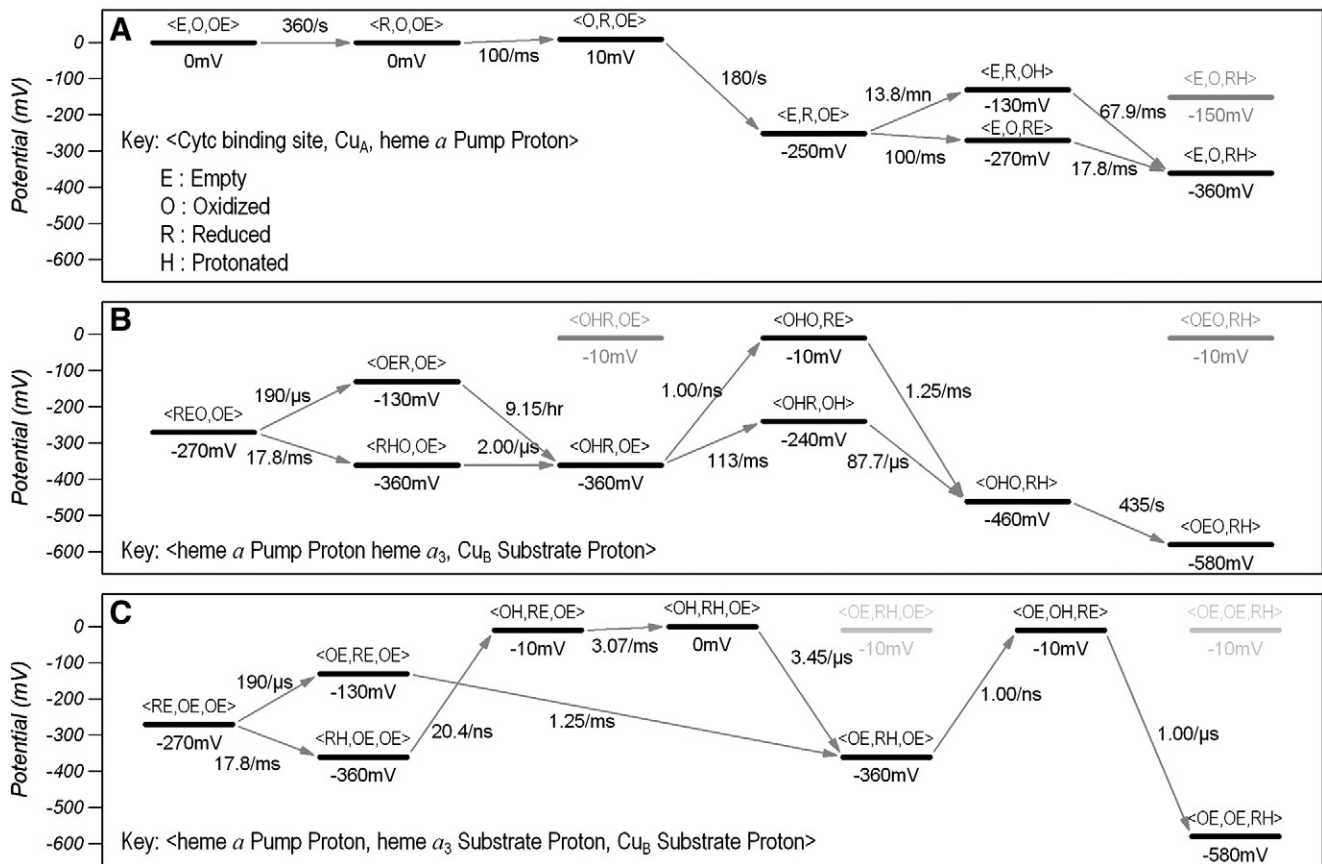 A
<E,O,OE>
360/s
<R,O,OE>
<O,R,OE>
0
0mV
0mV
100/ms
10mV
-100
180/s
<E,R,OE>
13.8/mn
<E,R,OH>
-130mV
67.9/ms
<E,O,RH>
-150mV
-200
-250mV
<E,O,RE>
-270mV
100/ms
17.8/ms
<E,O,RH>
-360mV
-300
-400
-500
-600
Potential (mV)
Key: <Cytc binding site, CuA, heme a Pump Proton>
E : Empty
O : Oxidized
R : Reduced
H : Protonated
B
0
-100
-200
-300
-400
-500
-600
Potential (mV)
<REO,OE>
-270mV
190/µs
17.8/ms
<OER,OE>
-130mV
<RHO,OE>
-360mV
9.15/hr
2.00/µs
<OHR,OE>
-10mV
<OHR,OE>
-360mV
1.00/ns
113/ms
<OHO,RE>
-10mV
<OHR,OH>
-240mV
1.25/ms
87.7/µs
<OHO,RH>
-460mV
435/s
<OEO,RH>
-10mV
<OEO,RH>
-580mV
Key: <heme a Pump Proton heme a3, CuB Substrate Proton>
C
0
-100
-200
-300
-400
-500
-600
Potential (mV)
<RE,OE,OE>
-270mV
190/µs
17.8/ms
<OE,RE,OE>
-130mV
<RH,OE,OE>
-360mV
20.4/ns
1.25/ms
<OH,RE,OE>
-10mV
3.07/ms
<OH,RH,OE>
0mV
3.45/µs
<OE,RH,OE>
-10mV
<OE,RH,OE>
-360mV
1.00/ns
<OE,OH,RE>
-10mV
1.00/µs
<OE,OE,RH>
-10mV
<OE,OE,RH>
-580mV
Key: <heme a Pump Proton, heme a3 Substrate Proton, CuB Substrate Proton>